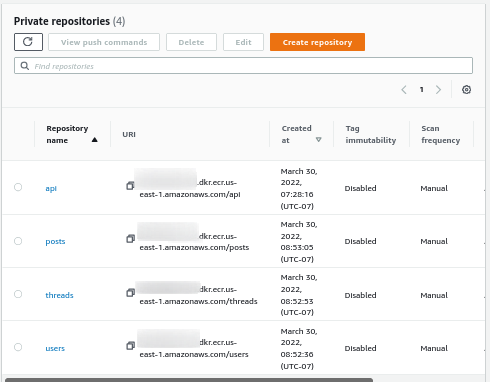 Private repositories (4)
View push commands Delete Edit Create repository
Find repositories
1
Repository name URI Created at Tag immutability Scan frequency
api .dkr.ecr.us-east-1.amazonaws.com/api March 30, 2022, 07:28:16 (UTC-07) Disabled Manual
posts .dkr.ecr.us-east-1.amazonaws.com/posts March 30, 2022, 08:53:05 (UTC-07) Disabled Manual
threads .dkr.ecr.us-east-1.amazonaws.com/threads March 30, 2022, 08:52:53 (UTC-07) Disabled Manual
users .dkr.ecr.us-east-1.amazonaws.com/users March 30, 2022, 08:52:36 (UTC-07) Disabled Manual